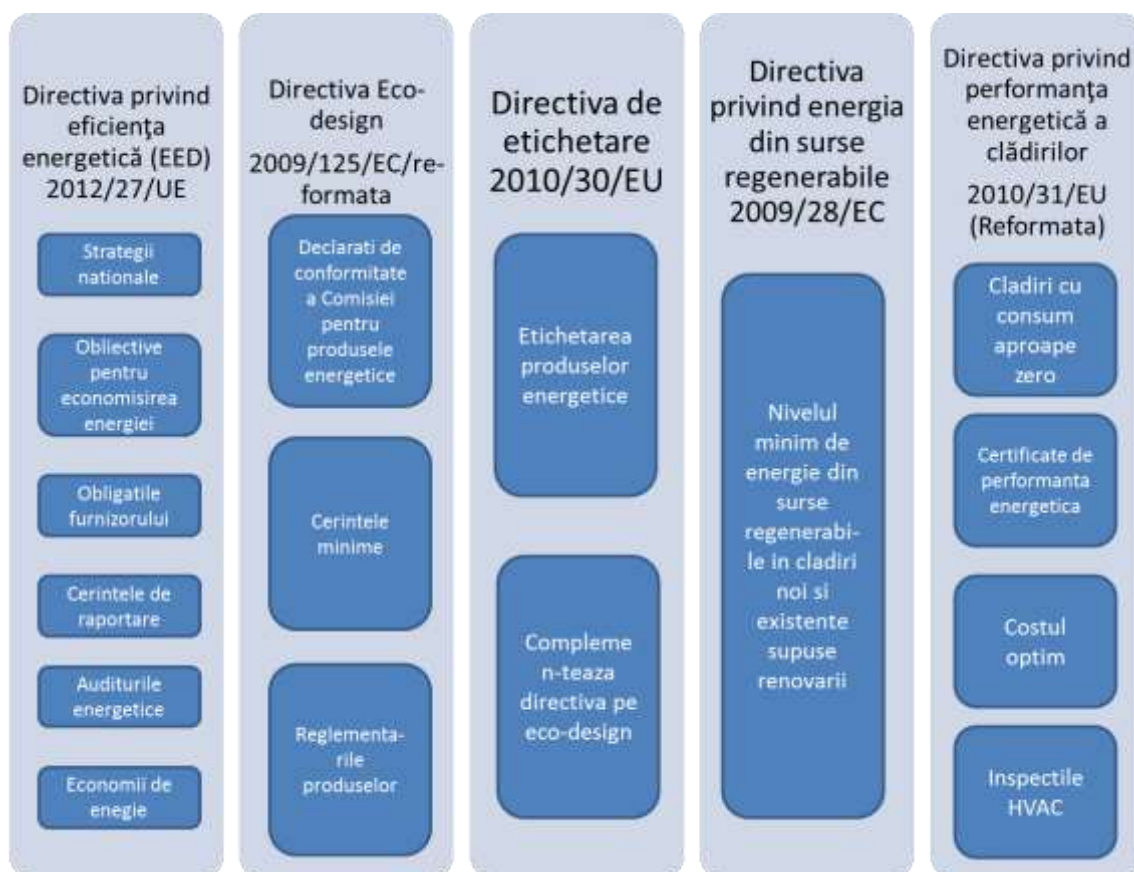 Directiva privind
eficiența
energetică (EED)
2012/27/UE
Strategii
nationale
Obliective
pentru
economisirea
energiei
Obligatile
furnizorului
Cerintele de
raportare
Auditurile
energetice
Economii de
enegie
Directiva Eco-
design
2009/125/EC/re-
formata
Declarati de
conformitate
a Comisiei
pentru
produsele
energetice
Cerintele
minime
Reglementa-
rile
produselor
Directiva de
etichetare
2010/30/EU
Etichetarea
produselor
energetice
Compleme
n-teaza
directiva pe
eco-design
Directiva
privind energia
din surse
regenerabile
2009/28/EC
Nivelul
minim de
energie din
surse
regenerabi-
le in cladiri
noi si
existente
supuse
renovarii
Directiva privind
performanța
energetică a
clădirilor
2010/31/EU
(Reformata)
Cladiri cu
consum
aproape
zero
Certificate de
performanta
energetica
Costul
optim
Inspectile
HVAC